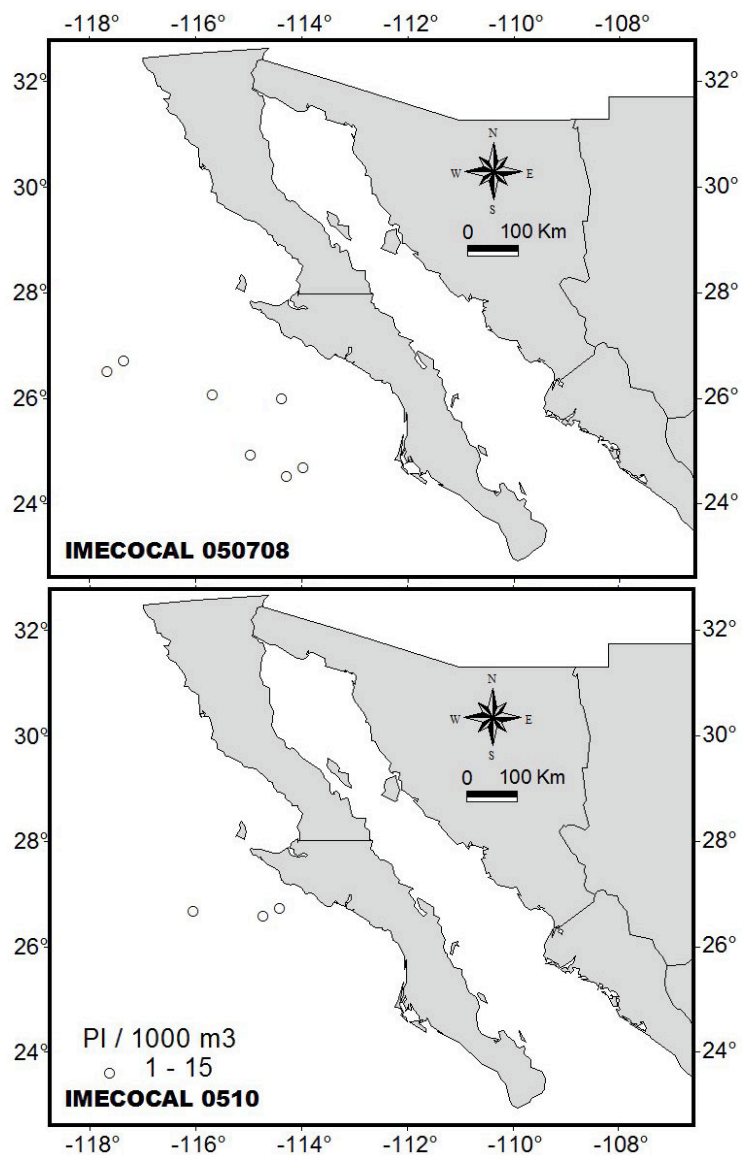 -118° -116° -114° -112° -110° -108°
32° 32°
N
30° W E 30°
S
0 100 Km
28° 28°
26° 26°
24° 24°
IMECOCAL 050708
32° 32°
N
30° W E 30°
S
0 100 Km
28° 28°
26° 26°
PI / 1000 m3
24° 24°
1 - 15
IMECOCAL 0510
-118° -116° -114° -112° -110° -108°